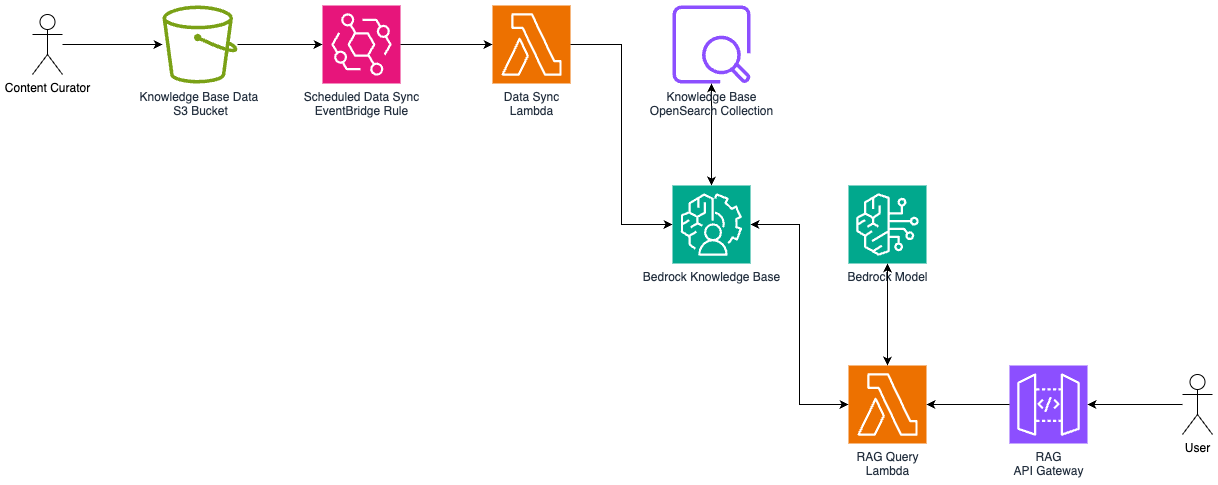 Content Curator
Knowledge Base Data
S3 Bucket
Scheduled Data Sync
EventBridge Rule
Data Sync
Lambda
Knowledge Base
OpenSearch Collection
Bedrock Knowledge Base
Bedrock Model
RAG Query
Lambda
</>
RAG
API Gateway
User